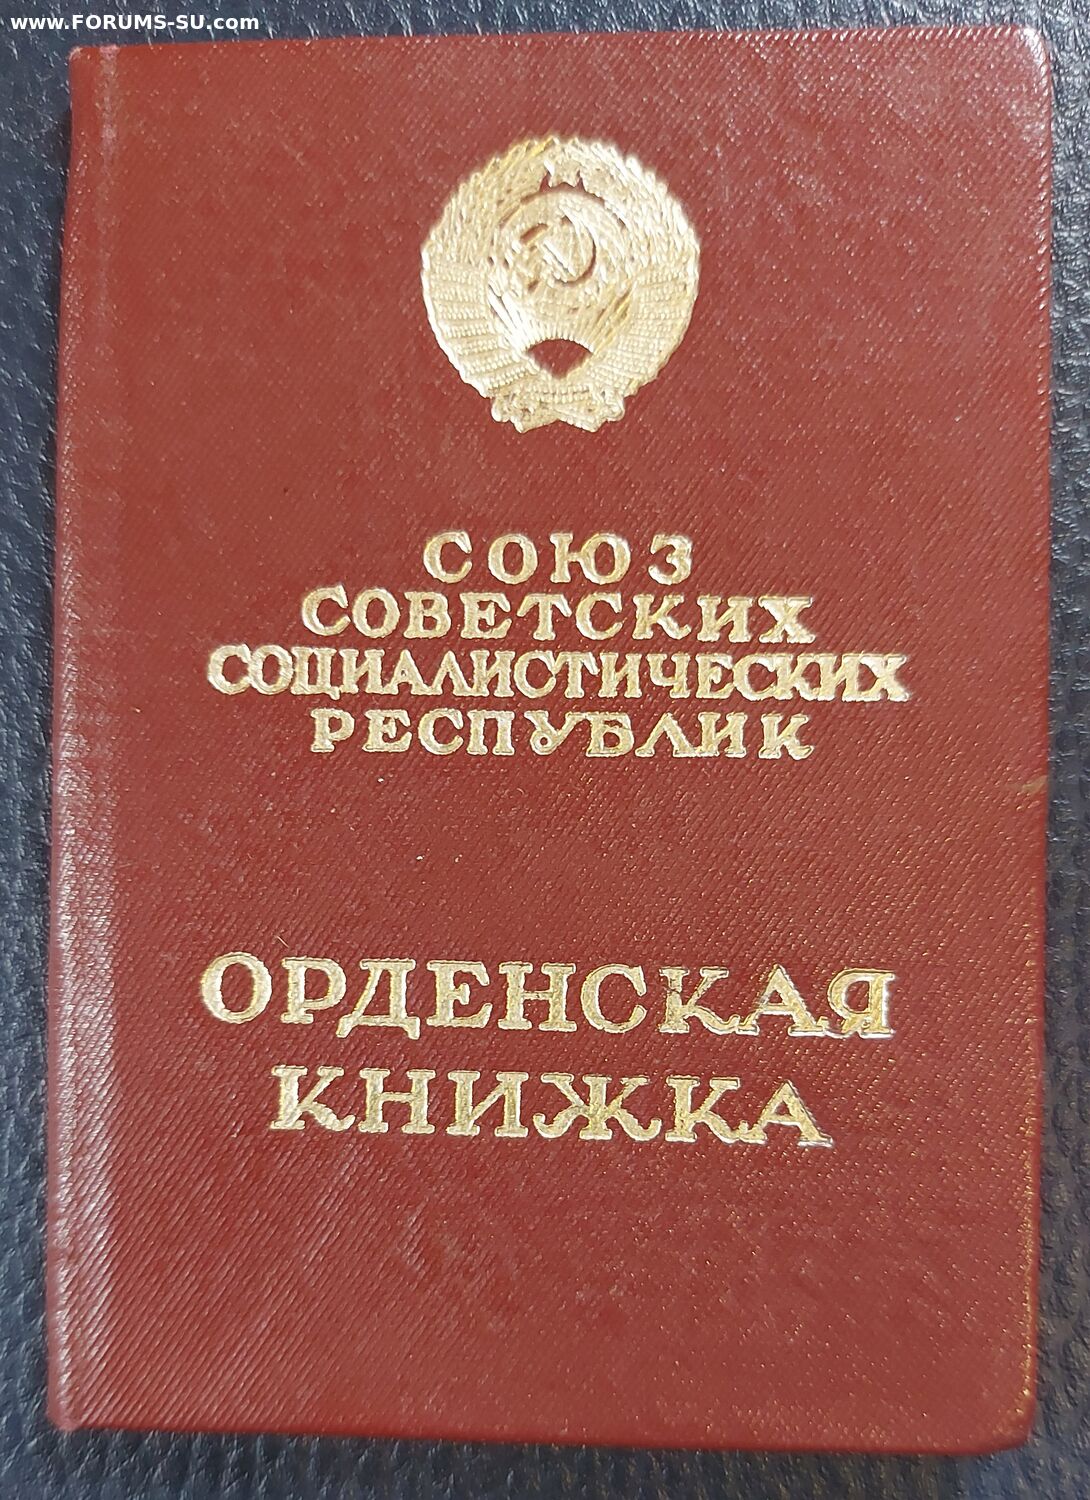 www.FORUMS-SU.com
СОЮЗ
СОВЕТСКИХ
СОЦИАЛИСТИЧЕСКИХ
РЕСПУБЛИК
ОРДЕНСКАЯ
КНИЖКА